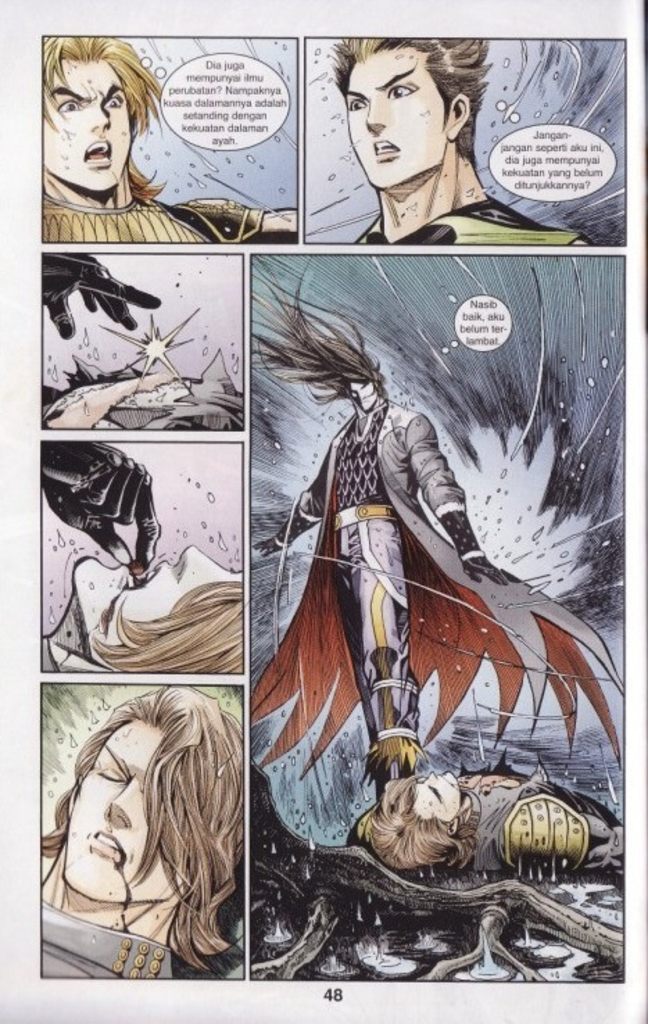 Dia juga
mempunyai ilmu
perubatan? Nampaknya
kuasa dalamannya adalah
setanding dengan
kekuatan dalaman
ayah.
Jangan-
jangan seperti aku ini,
dia juga mempunyai
kekuatan yang belum
ditunjukkannya?
Nasib
baik, aku
belum ter-
lambat.
48